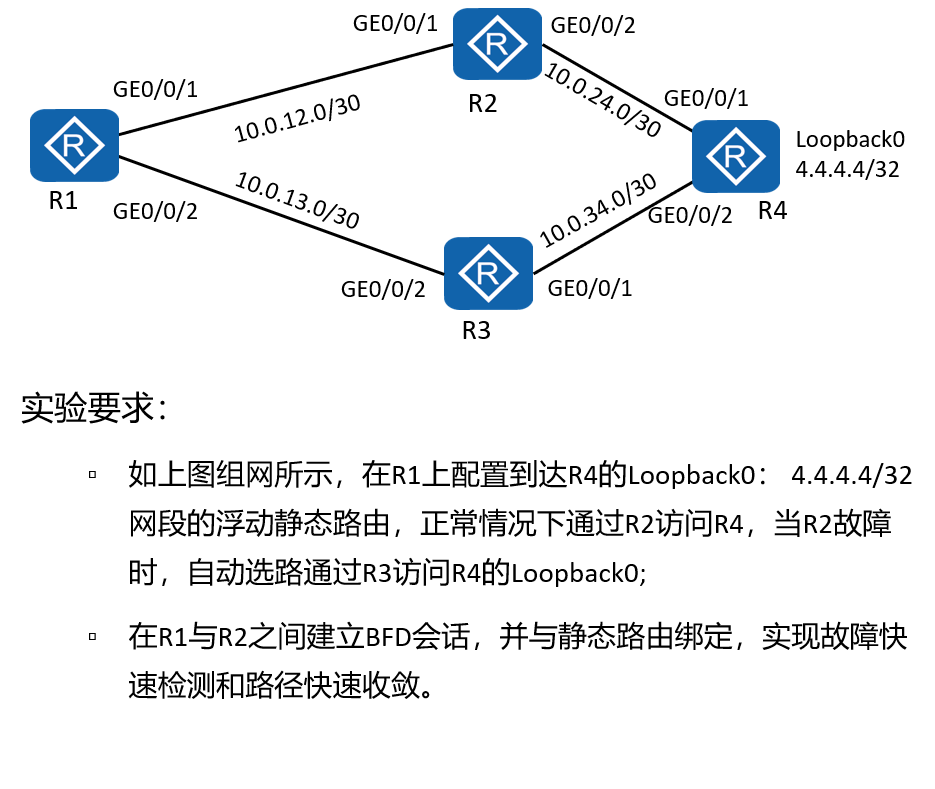 GE0/0/1
GE0/0/2
R
R2
GE0/0/1
10.0.12.0/30
10.0.24.0/30
GE0/0/1
R
R1
R
R4
Loopback0
4.4.4.4/32
GE0/0/2
10.0.13.0/30
10.0.34.0/30
GE0/0/2
GE0/0/2
R
R3
GE0/0/1
实验要求：
▫ 如上图组网所示，在R1上配置到达R4的Loopback0： 4.4.4.4/32
网段的浮动静态路由，正常情况下通过R2访问R4，当R2故障
时，自动选路通过R3访问R4的Loopback0;
▫ 在R1与R2之间建立BFD会话，并与静态路由绑定，实现故障快
速检测和路径快速收敛。